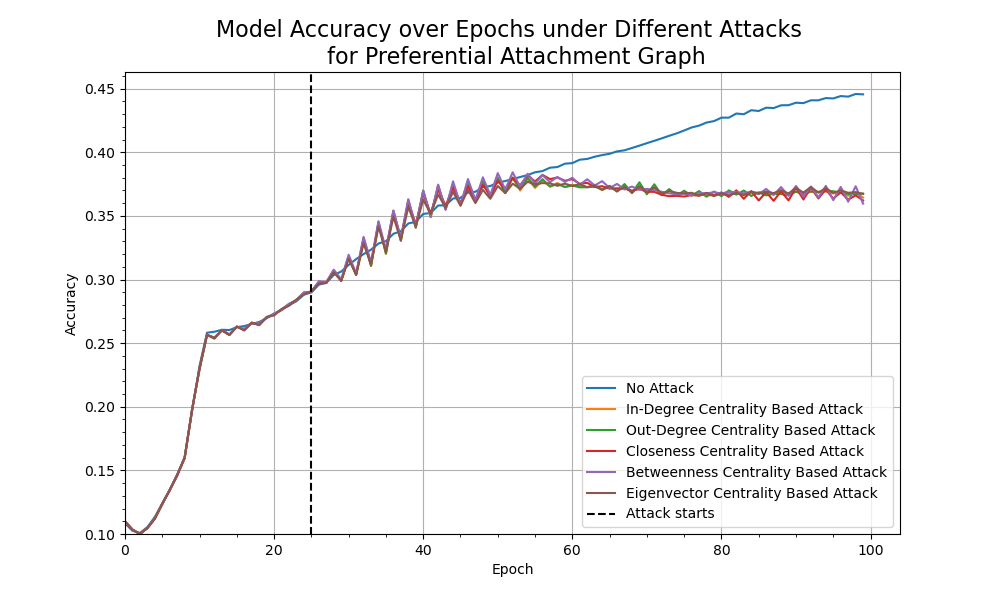 Model Accuracy over Epochs under Different Attacks
for Preferential Attachment Graph
0.45
0.40
0.35
0.30
0.25
0.20
0.15
0.10
Accuracy
0 20 40 60 80 100
Epoch
No Attack
In-Degree Centrality Based Attack
Out-Degree Centrality Based Attack
Closeness Centrality Based Attack
Betweenness Centrality Based Attack
Eigenvector Centrality Based Attack
Attack starts